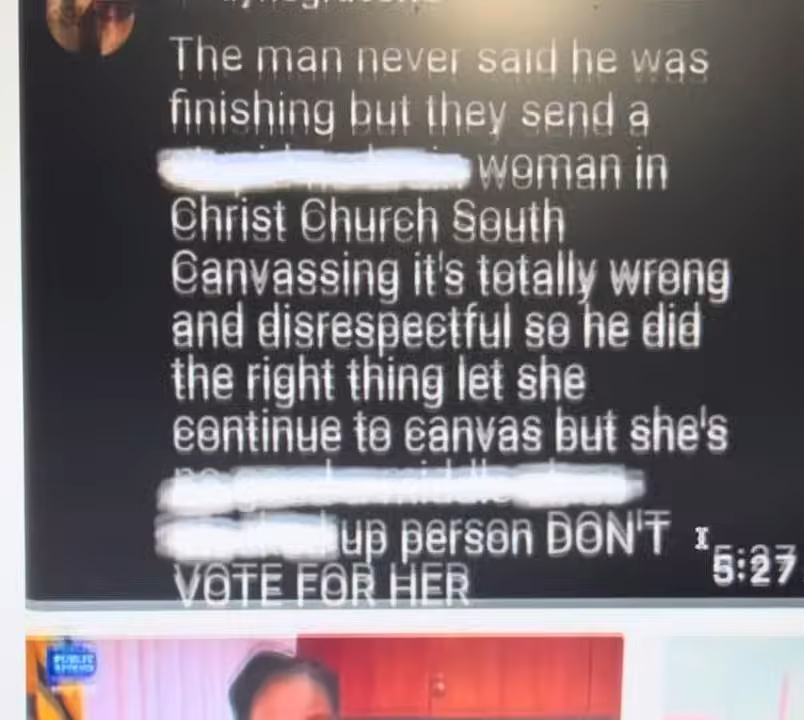 The man never said he was
finishing but they send a
woman in
Christ Church South
Canvassing it's totally wrong
and disrespectful so he did
the right thing let she
continue to canvas but she's
up person DON'T
VOTE FOR HER
5:27